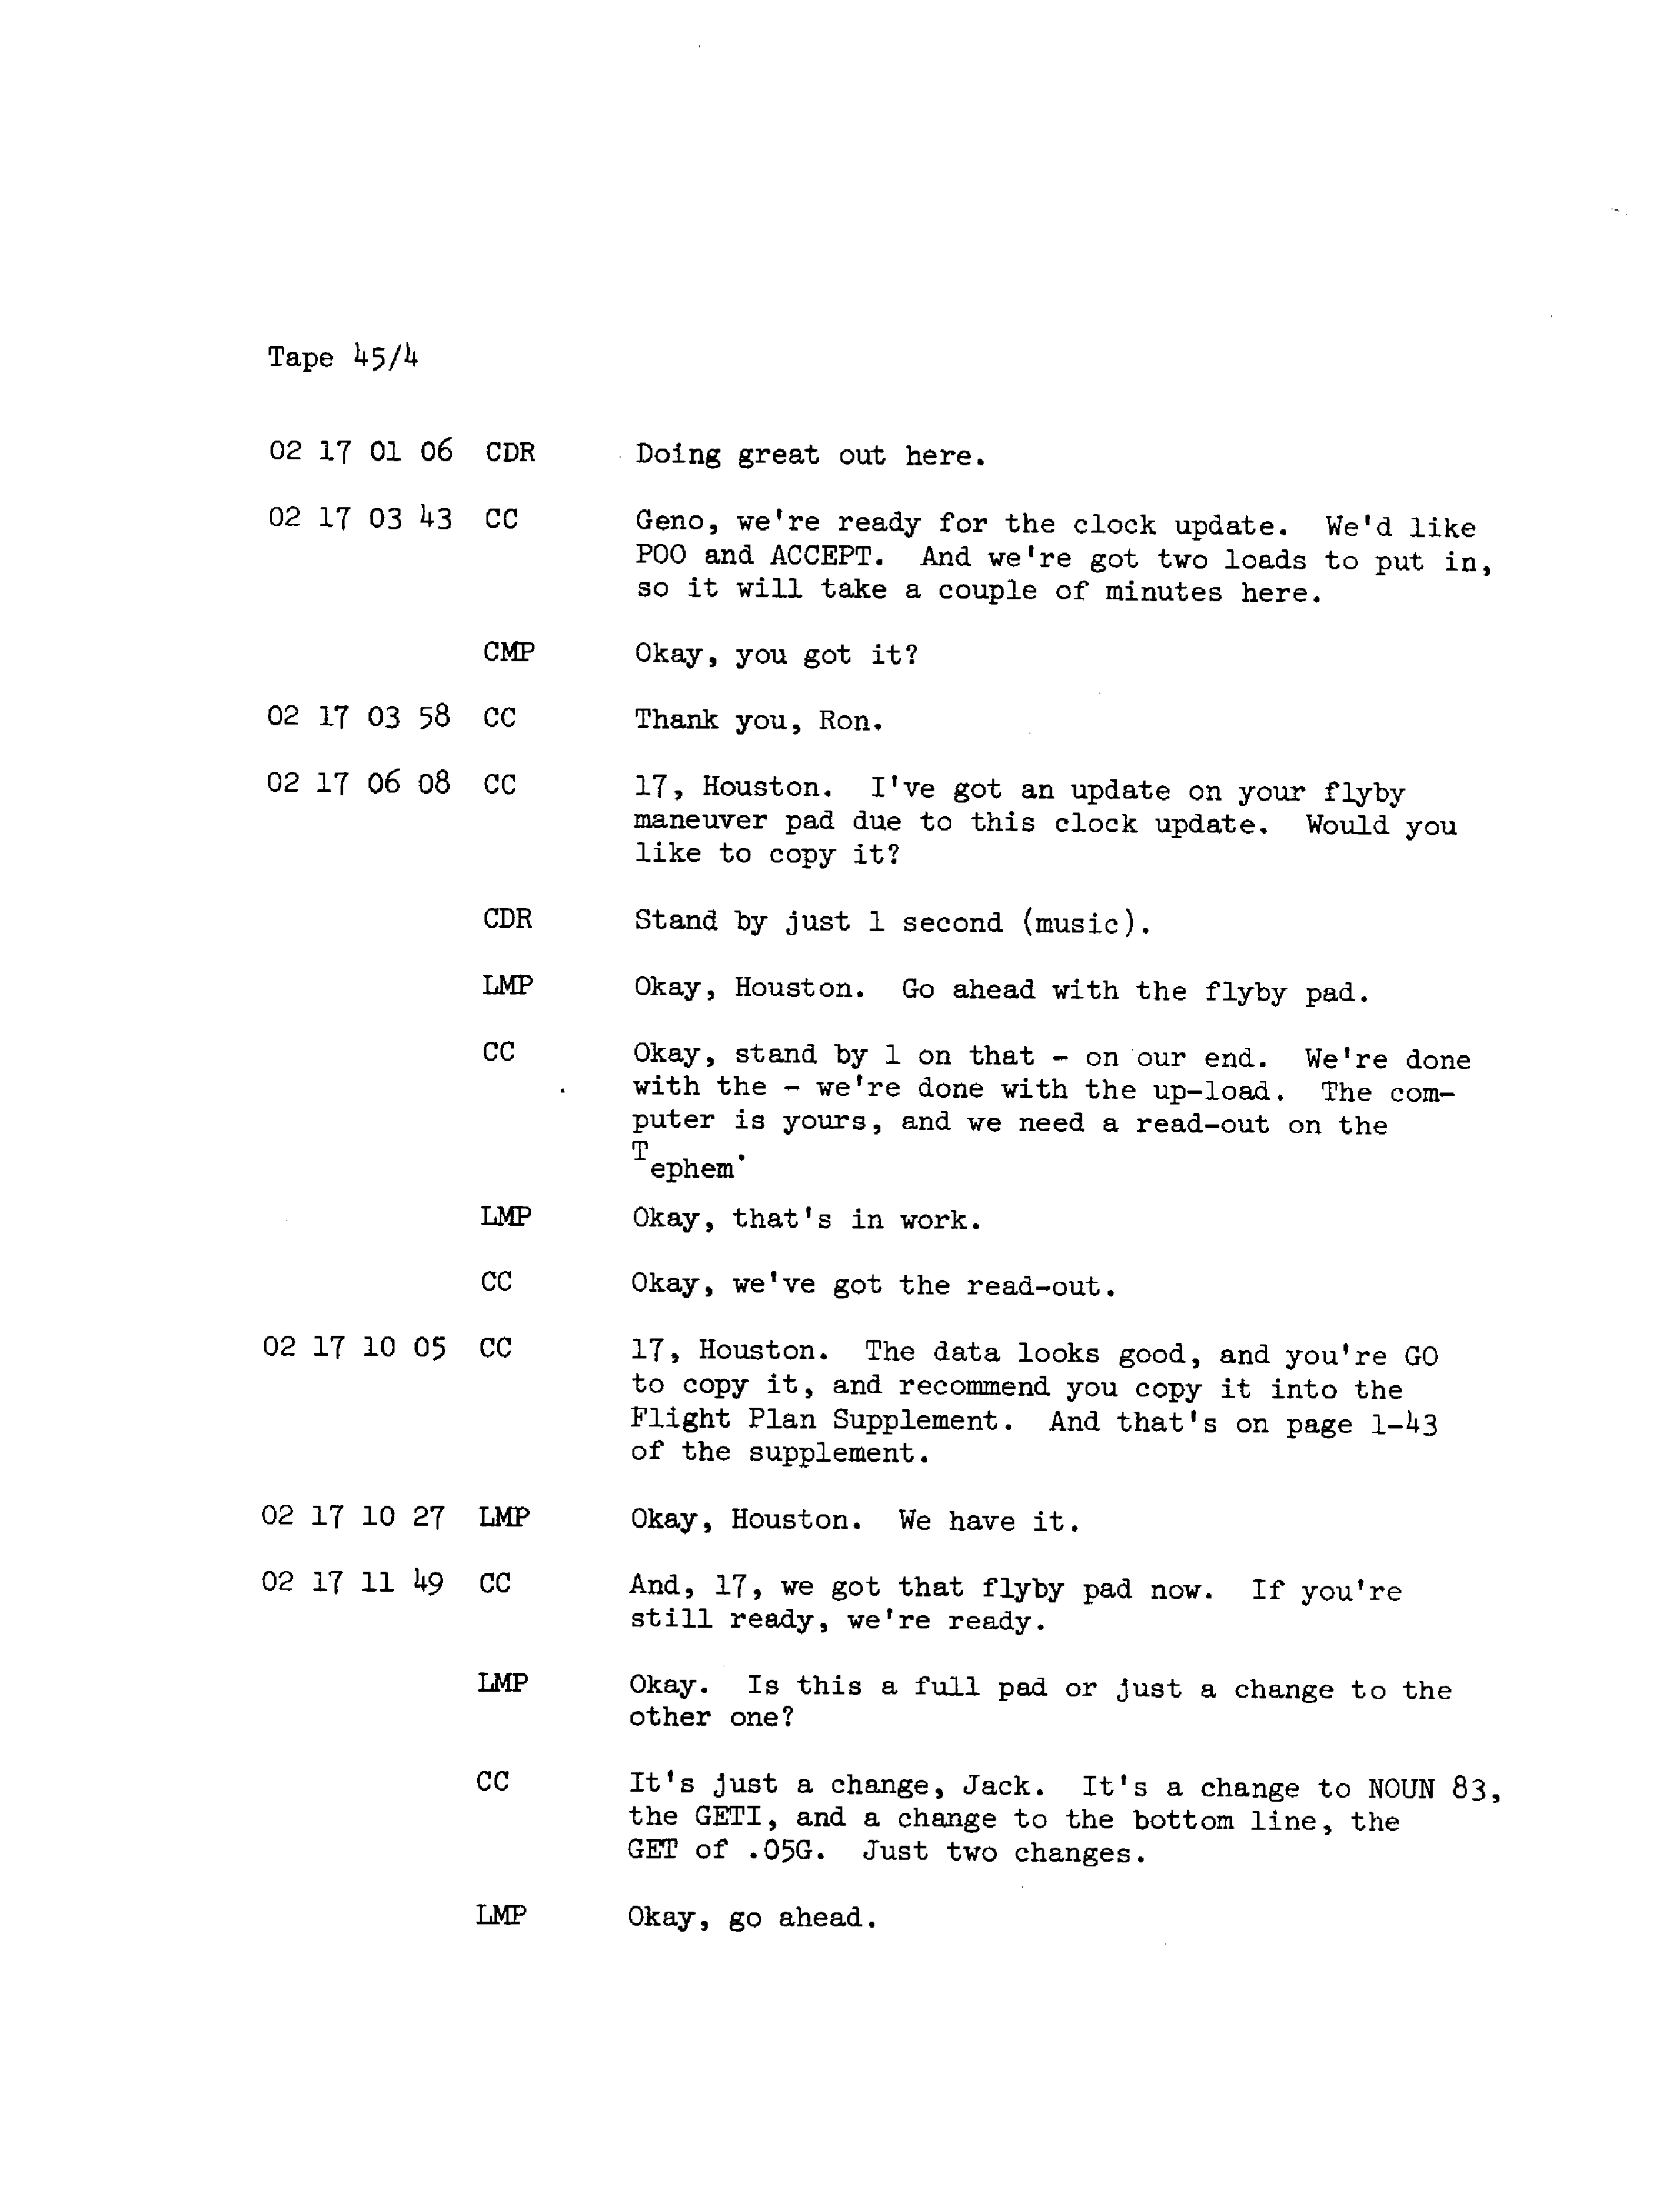 Tape 45/4
02 17 01 06 CDR Doing great out here.
02 17 03 43 CC Geno, we're ready for the clock update. We'd like
POO and ACCEPT. And we're got two loads to put in,
so it will take a couple of minutes here.
CMP Okay, you got it?
02 17 03 58 CC Thank you, Ron.
02 17 06 08 CC 17, Houston. I've got an update on your flyby
maneuver pad due to this clock update. Would you
like to copy it?
CDR Stand by just 1 second (music).
LMP Okay, Houston. Go ahead with the flyby pad.
CC Okay, stand by 1 on that - on our end. We're done
with the - we're done with the up-load. The com-
puter is yours, and we need a read-out on the
Tephem.
LMP Okay, that's in work.
CC Okay, we've got the read-out.
02 17 10 05 CC 17, Houston. The data looks good, and you're GO
to copy it, and recommend you copy it into the
Flight Plan Supplement. And that's on page 1-43
of the supplement.
02 17 10 27 LMP Okay, Houston. We have it.
02 17 11 49 CC And, 17, we got that flyby pad now. If you're
still ready, we're ready.
LMP Okay. Is this a full pad or just a change to the
other one?
CC It's just a change, Jack. It's a change to NOUN 83,
the GETI, and a change to the bottom line, the
GET of .05G. Just two changes.
LMP Okay, go ahead.